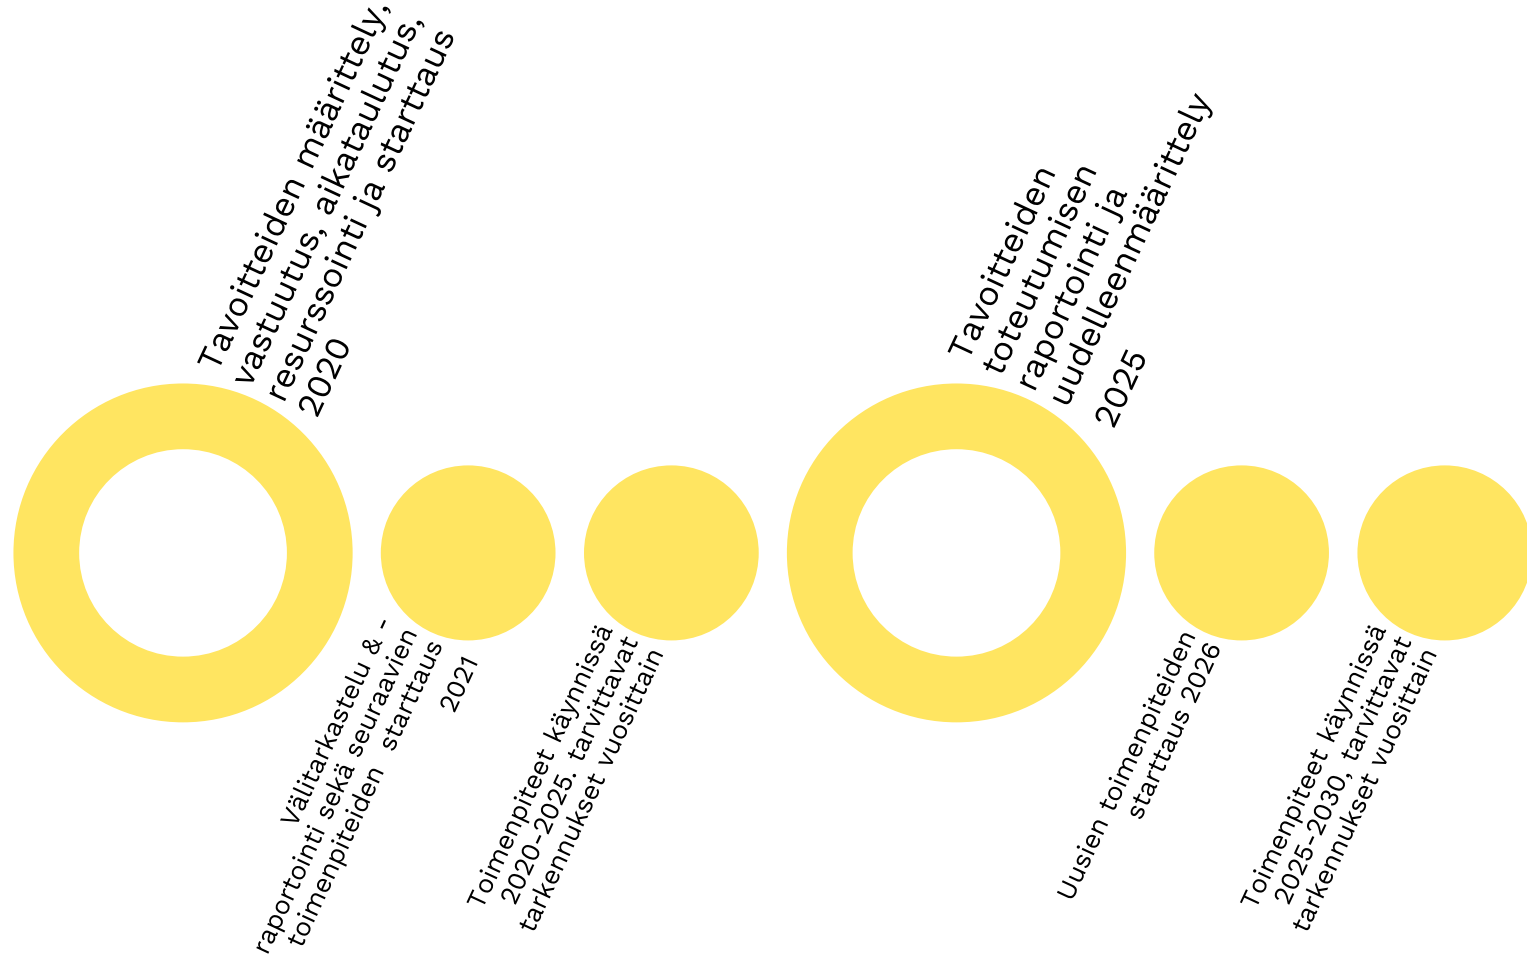 Tavoitteiden määrittely,
vastuutus, aikataulutus,
resurssointi ja starttaus
2020
Välitarkastelu & -
raportointi sekä seuraavien
toimenpiteiden starttaus
2021
Toimenpiteet käynnissä
2020-2025. tarvittavat
tarkennukset vuosittain
Tavoitteiden
toteutumisen
raportointi ja
uudelleenmäärittely
2025
Uusien toimenpiteiden
starttaus 2026
Toimenpiteet käynnissä
2025-2030, tarvittavat
tarkennukset vuosittain